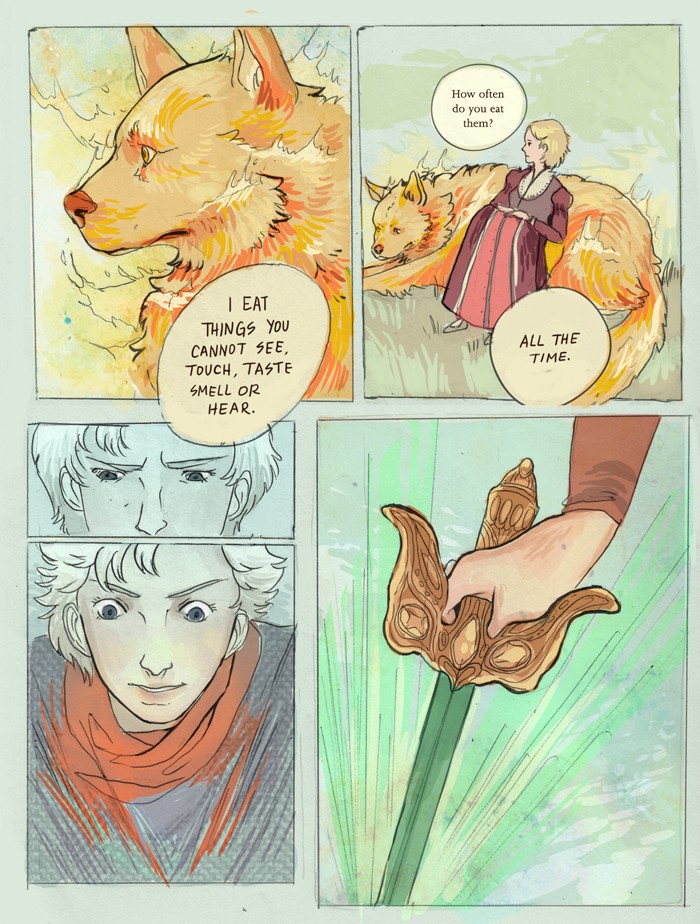 I EAT
THINGS YOU
CANNOT SEE,
TOUCH, TASTE
SMELL OR
HEAR.
How often
do you eat
them?
ALL THE
TIME.